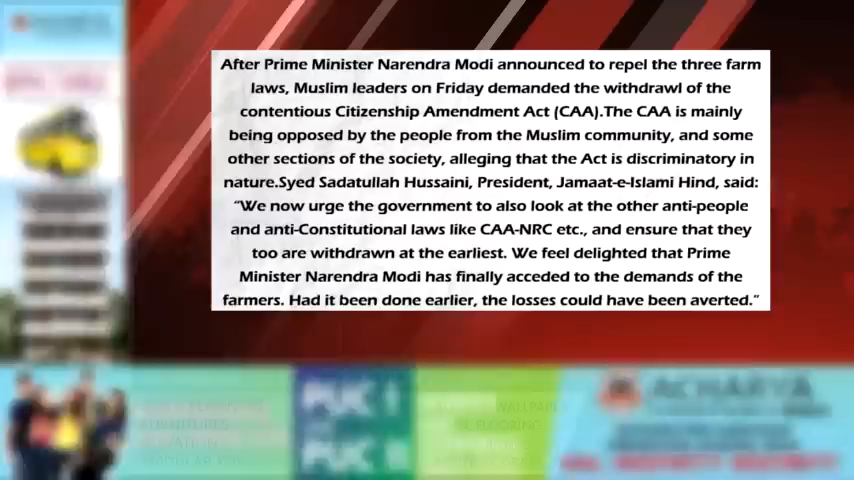 After Prime Minister Narendra Modi announced to repel the three farm
laws, Muslim leaders on Friday demanded the withdrawl of the
contentious Citizenship Amendment Act (CAA).The CAA is mainly
being opposed by the people from the Muslim community, and some
other sections of the society, alleging that the Act is discriminatory in
nature.Syed Sadatullah Hussaini, President, Jamaat-e-Islami Hind, said:
“We now urge the government to also look at the other anti-people
and anti-Constitutional laws like CAA-NRC etc., and ensure that they
too are withdrawn at the earliest. We feel delighted that Prime
Minister Narendra Modi has finally acceded to the demands of the
farmers. Had it been done earlier, the losses could have been averted.”
PUC I
PUC II
ACHARYA